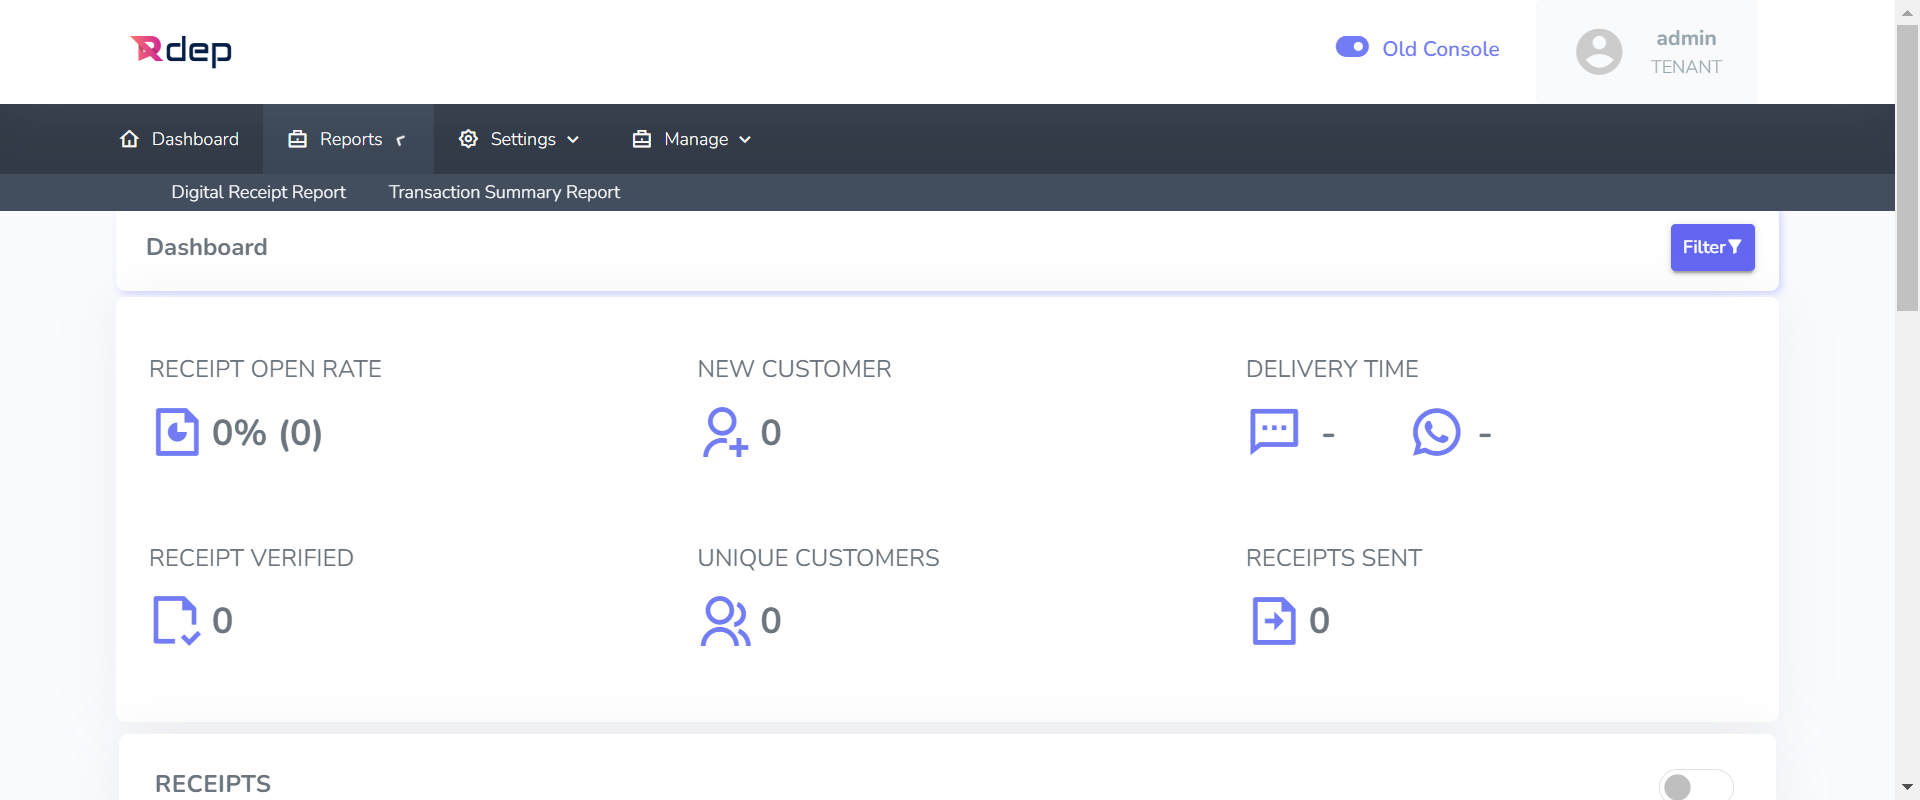 Rdep
Old Console
admin
TENANT
Dashboard
Reports
Settings
Manage
Digital Receipt Report
Transaction Summary Report
Dashboard
Filter
RECEIPT OPEN RATE
NEW CUSTOMER
DELIVERY TIME
0% (0)
0
-
-
RECEIPT VERIFIED
UNIQUE CUSTOMERS
RECEIPTS SENT
0
0
0
RECEIPTS